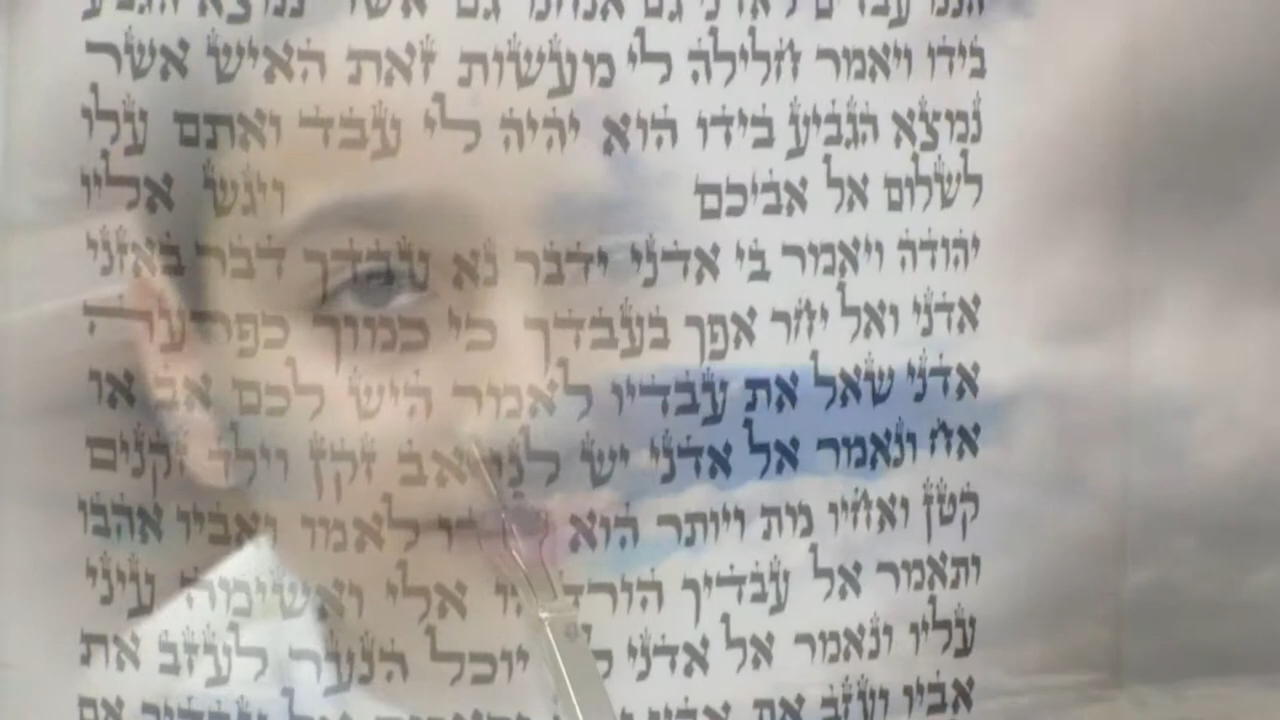 בידו ויאמר חלילה לי מעשות זאת האיש אשר
נמצא הגביע בידו הוא יהיה לי עבד ואתם עלו
לשלום אל אביכם ויגש אליו
יהודה ויאמר בי אדני ידבר נא עבדך דבר באזני
אדני ואל יחר אפך בעבדך כי כמוך כפרעה
אדני שאל את עבדיו לאמר היש לכם אב או
אח ונאמר אל אדני יש לנו אב זקן וילד זקנים
קטן ואחיו מת ויותר הוא לאמו ואביו אהבו
ותאמר אל עבדיך הורדהו אלי ואשימה עיני
עליו ונאמר אל אדני לא יוכל הנער לעזב את
אביו ועזב את אביו